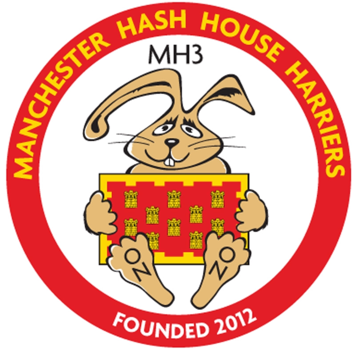 MANCHESTER HASH HOUSE HARRIERS
MH3
ON ON
FOUNDED 2012